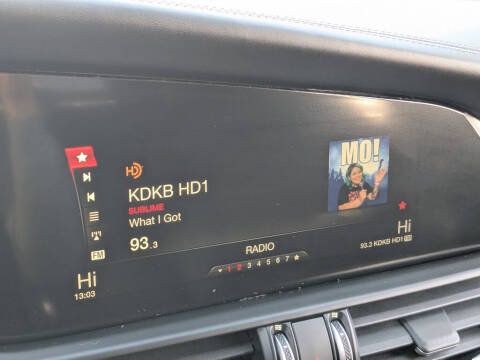 MO!
HD
KDKB HD1
SUBLIME
What I Got
93.3
FM
RADIO
1 2 3 4 5 6 7
Hi
13:03
Hi
93.3 KDKB HD1